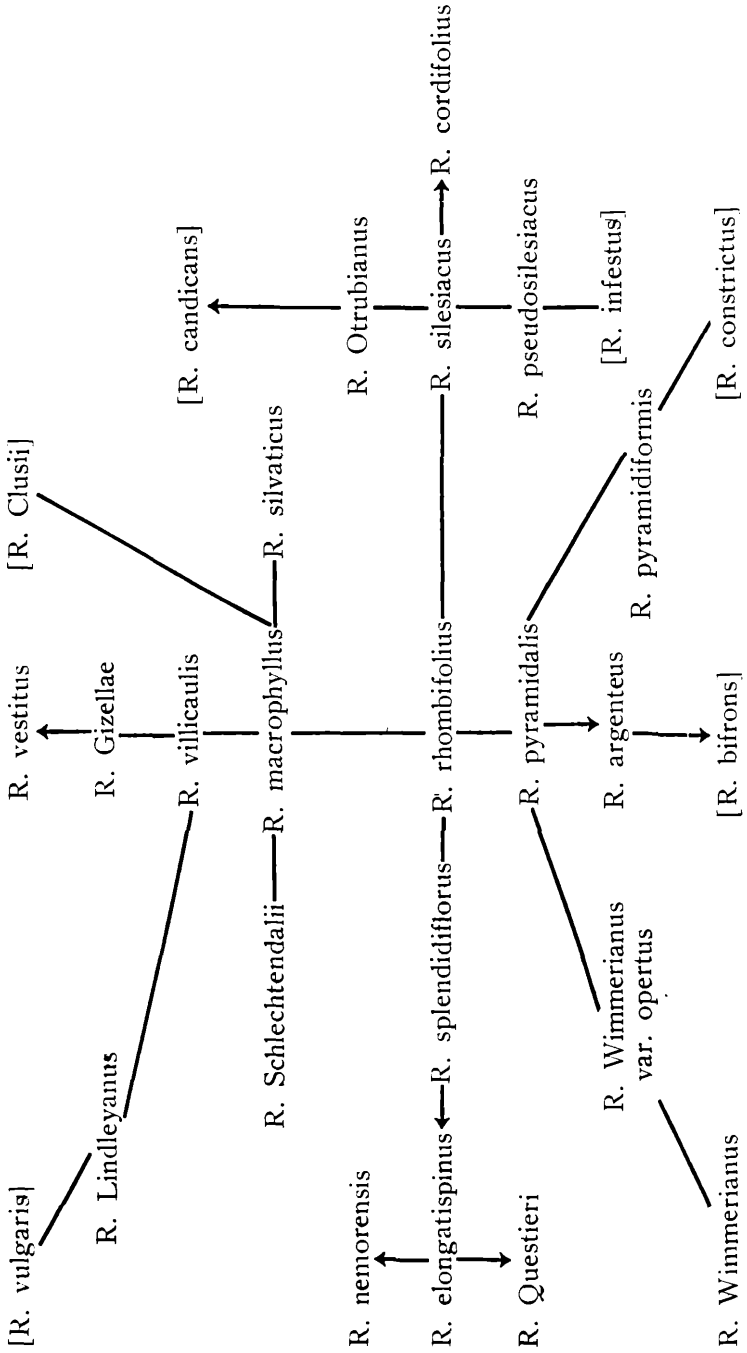 [R. vulgaris]
R. vestitus
[R. Clusii]
R. Lindleyanus
R. Gizellae
R. villicaulis
[R. candicans]
R. Schlechtendalii
R. macrophyllus
R. silvaticus
R. nemorensis
R. Otrubianus
R. elongatispinus
R. splendidiflorus
R. rhombifolius
R. silesiacus
R. cordifolius
R. Questieri
R. pyramidalis
R. pseudosilesiacus
R. Wimmerianus
var. opertus
R. argenteus
R. pyramidiformis
[R. infestus]
R. Wimmerianus
[R. bifrons]
[R. constrictus]